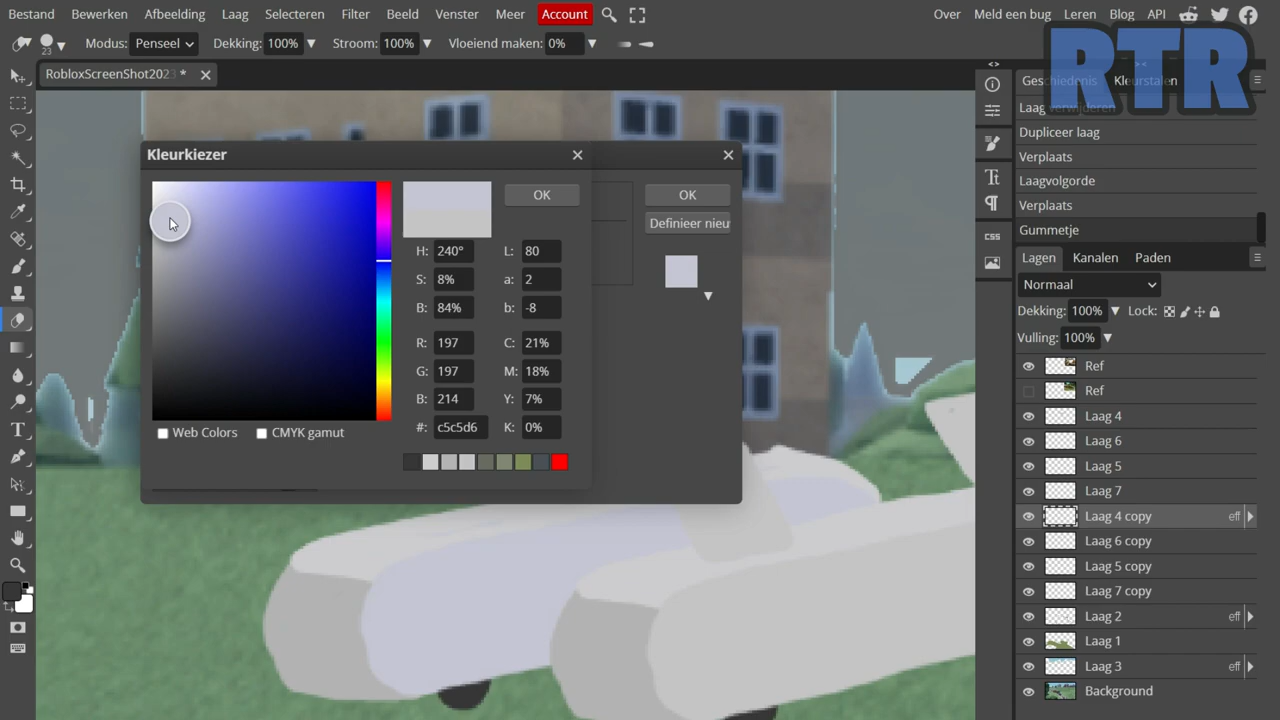 Bestand Bewerken Afbeelding Laag Selecteren Filter Beeld Venster Meer Account Over Meld een bug Leren Blog API
23 Modus: Penseel Dekking: 100% Stroom: 100% Vloeiend maken: 0%
RobloxScreenShot2023 *
RTR
Geschiedenis Kleurstalen
Laag verwijderen
Dupliceer laag
Verplaats
Laagvolgorde
Verplaats
Gummetje
Kleurkiezer
OK
OK
Definieer nieu
H: 240° L: 80
S: 8% a: 2
B: 84% b: -8
R: 197 C: 21%
G: 197 M: 18%
B: 214 Y: 7%
#: c5c5d6 K: 0%
Web Colors CMYK gamut
CSS
Lagen Kanalen Paden
Normaal
Dekking: 100% Lock:
Vulling: 100%
Ref
Ref
Laag 4
Laag 6
Laag 5
Laag 7
Laag 4 copy eff
Laag 6 copy
Laag 5 copy
Laag 7 copy
Laag 2 eff
Laag 1
Laag 3 eff
Background